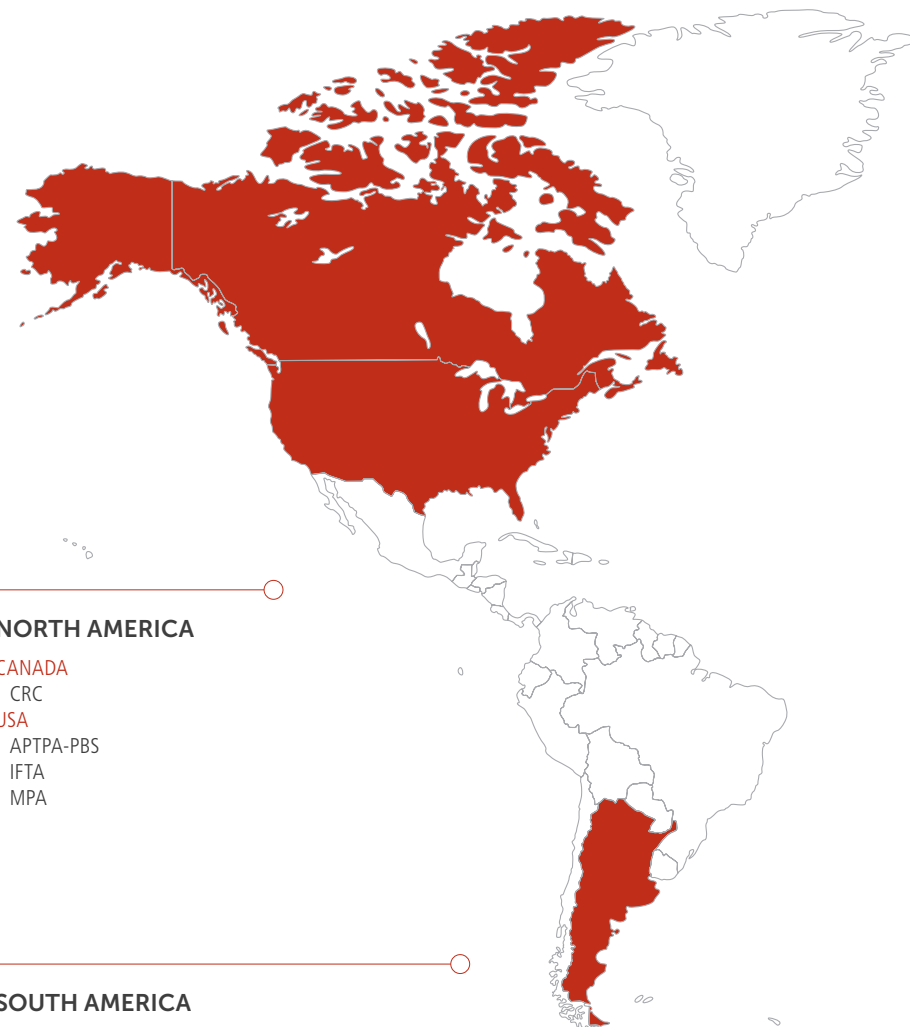 NORTH AMERICA
CANADA
CRC
USA
APTPA-PBS
IFTA
MPA
SOUTH AMERICA